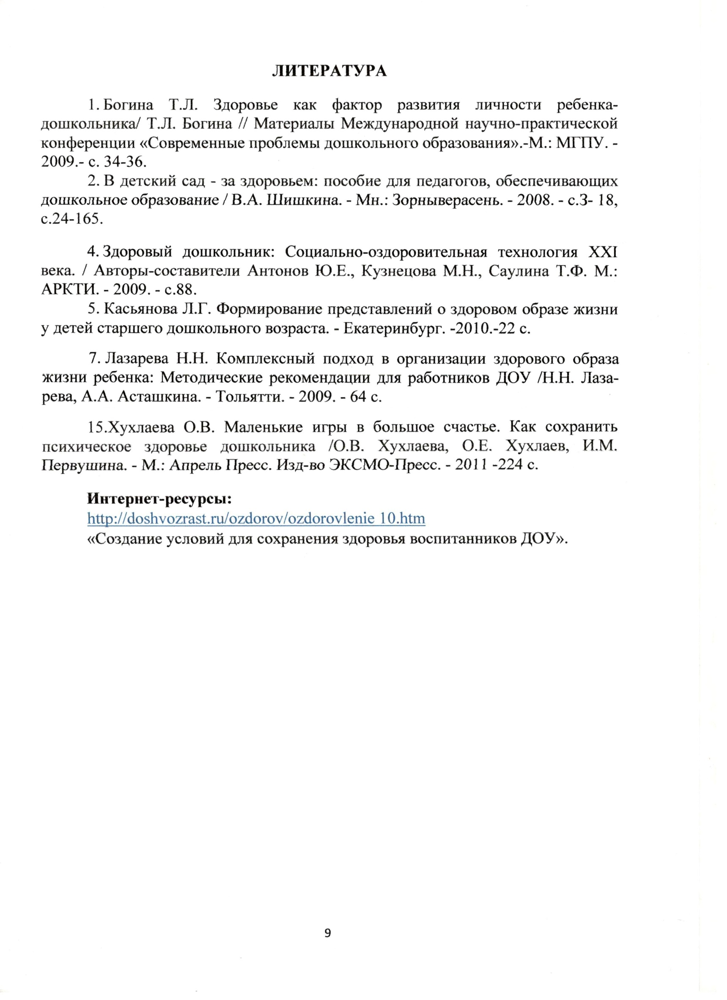 ЛИТЕРАТУРА
1. Богина Т.Л. Здоровье как фактор развития личности ребенка-
дошкольника/ Т.Л. Богина // Материалы Международной научно-практической
конференции «Современные проблемы дошкольного образования».-М.: МГПУ. -
2009.- с. 34-36.
2. В детский сад - за здоровьем: пособие для педагогов, обеспечивающих
дошкольное образование / В.А. Шишкина. - Мн.: Зорныверасень. - 2008. - с.З- 18,
с.24-165.
4. Здоровый дошкольник: Социально-оздоровительная технология XXI
века. / Авторы-составители Антонов Ю.Е., Кузнецова М.Н., Саулина Т.Ф. М.:
АРКТИ. - 2009. - с.88.
5. Касьянова Л.Г. Формирование представлений о здоровом образе жизни
у детей старшего дошкольного возраста. - Екатеринбург. -2010.-22 с.
7. Лазарева Н.Н. Комплексный подход в организации здорового образа
жизни ребенка: Методические рекомендации для работников ДОУ /Н.Н. Лаза-
рева, А.А. Асташкина. - Тольятти. - 2009. - 64 с.
15.Хухлаева О.В. Маленькие игры в большое счастье. Как сохранить
психическое здоровье дошкольника /О.В. Хухлаева, О.Е. Хухлаев, И.М.
Первушина. - М.: Апрель Пресс. Изд-во ЭКСМО-Пресс. - 2011 -224 с.
Интернет-ресурсы:
http://doshvozrast.ru/ozdorov/ozdorovlenie 10.htm
«Создание условий для сохранения здоровья воспитанников ДОУ».
9